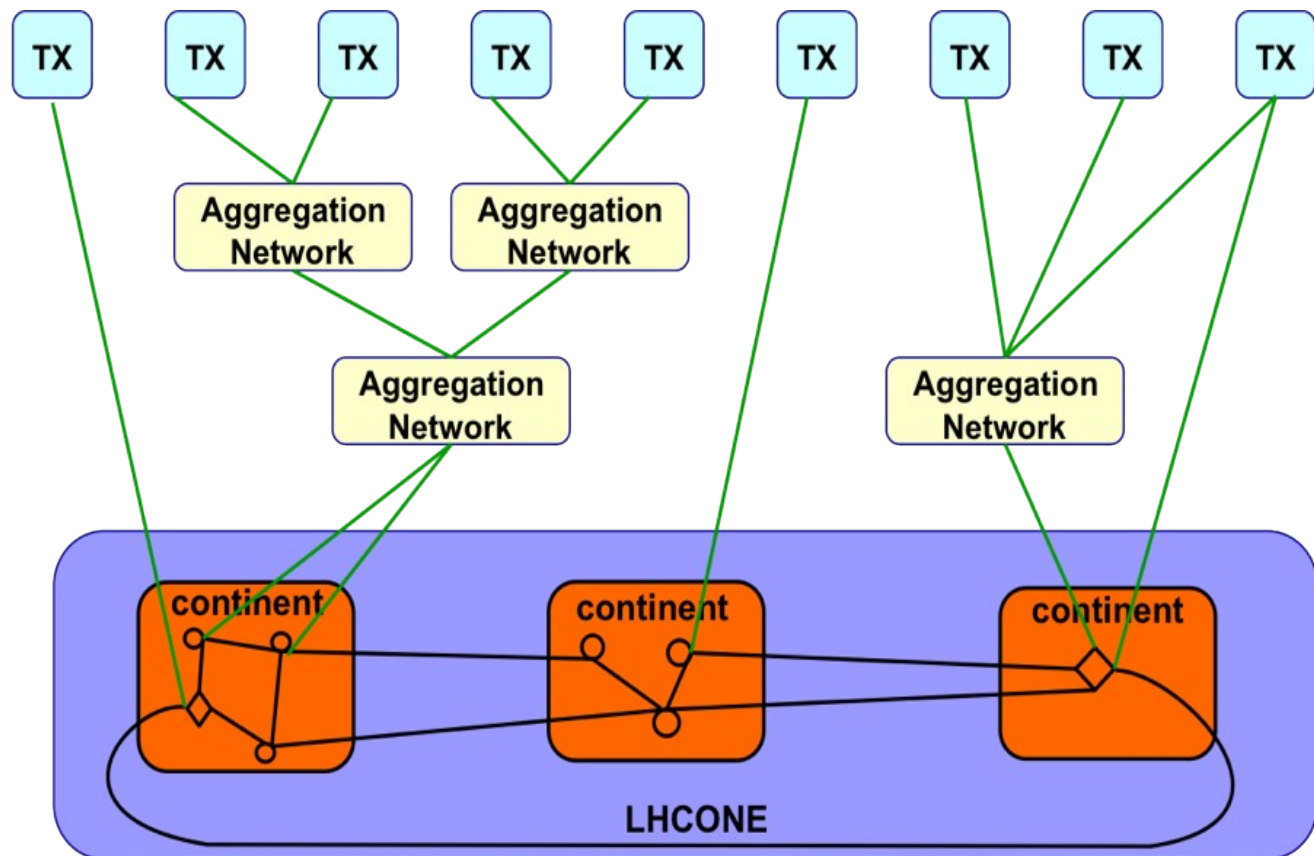 TX
TX
TX
TX
TX
TX
TX
TX
TX
Aggregation
Network
Aggregation
Network
Aggregation
Network
Aggregation
Network
continent
continent
continent
LHCONE